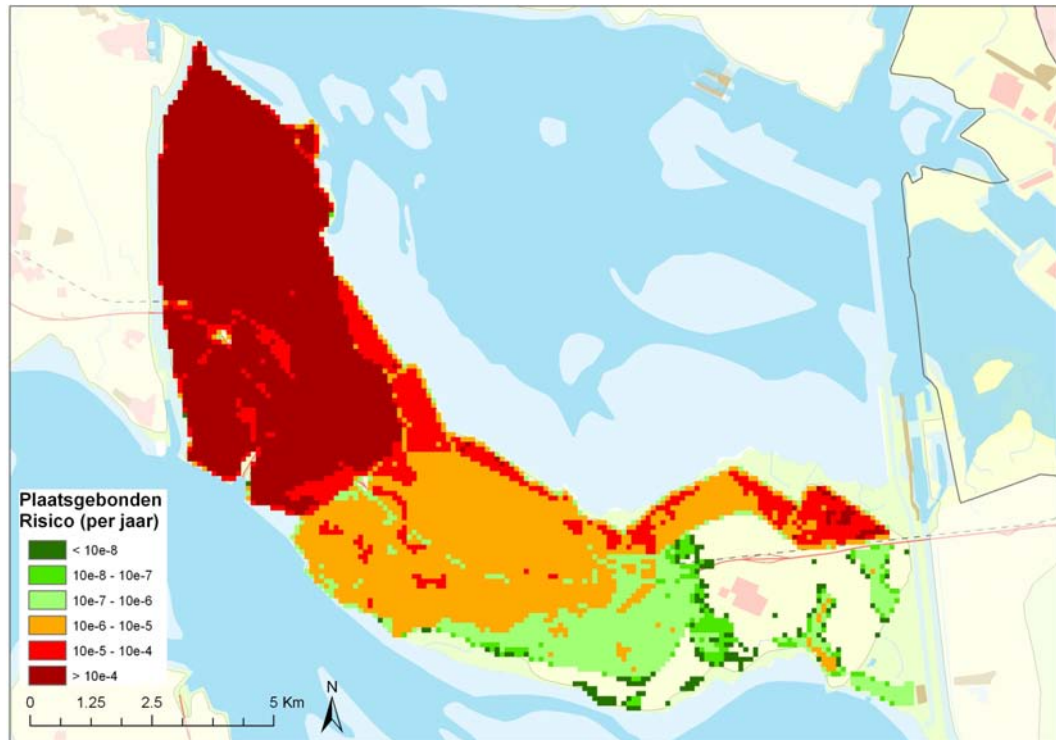 Plaatsgebonden
Risico (per jaar)
< 10e-8
10e-8 - 10e-7
10e-7 - 10e-6
10e-6 - 10e-5
10e-5 - 10e-4
> 10e-4
0 1.25 2.5 5 Km
N